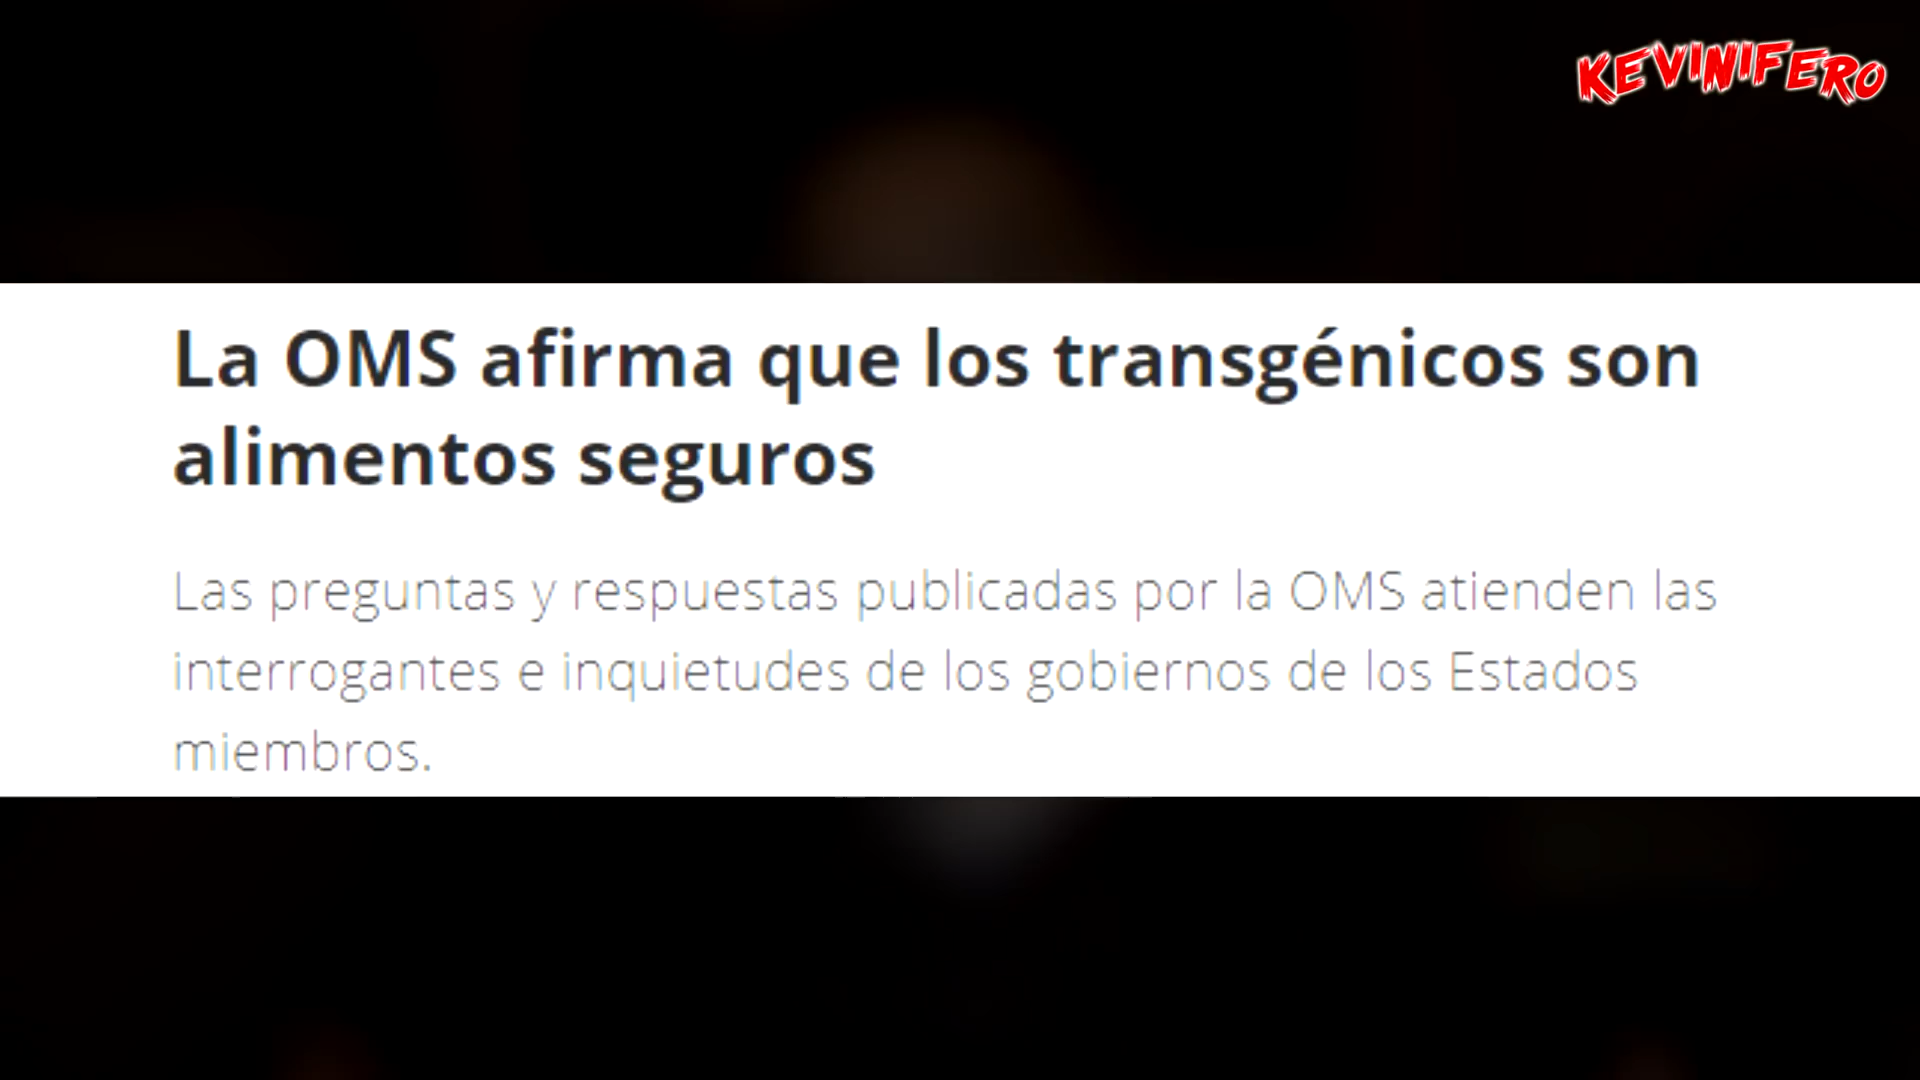 KEVINIFERO
La OMS afirma que los transgénicos son
alimentos seguros
Las preguntas y respuestas publicadas por la OMS atienden las
interrogantes e inquietudes de los gobiernos de los Estados
miembros.